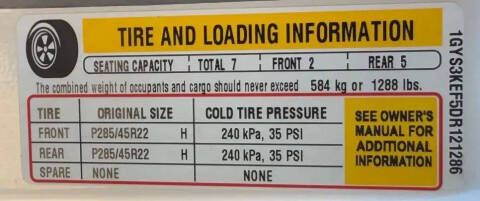 TIRE AND LOADING INFORMATION
SEATING CAPACITY TOTAL 7 FRONT 2 REAR 5
The combined weight of occupants and cargo should never exceed 584 kg or 1288 lbs.
TIRE ORIGINAL SIZE COLD TIRE PRESSURE
FRONT P285/45R22 H 240 kPa, 35 PSI
REAR P285/45R22 H 240 kPa, 35 PSI
SPARE NONE NONE
SEE OWNER'S
MANUAL FOR
ADDITIONAL
INFORMATION
1GYS3KEF5DR121286